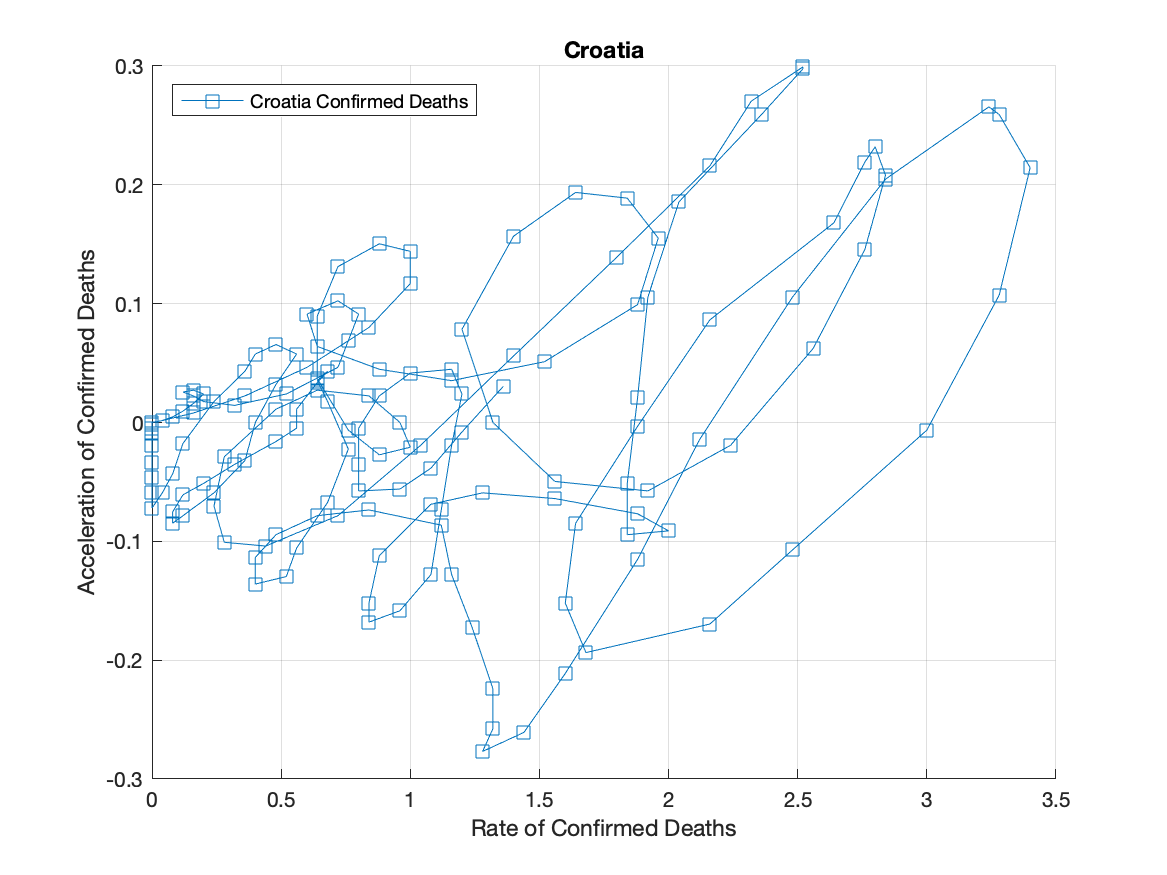 Croatia
Croatia Confirmed Deaths
0.3
0.2
0.1
0
-0.1
-0.2
-0.3
Acceleration of Confirmed Deaths
0 0.5 1 1.5 2 2.5 3 3.5
Rate of Confirmed Deaths